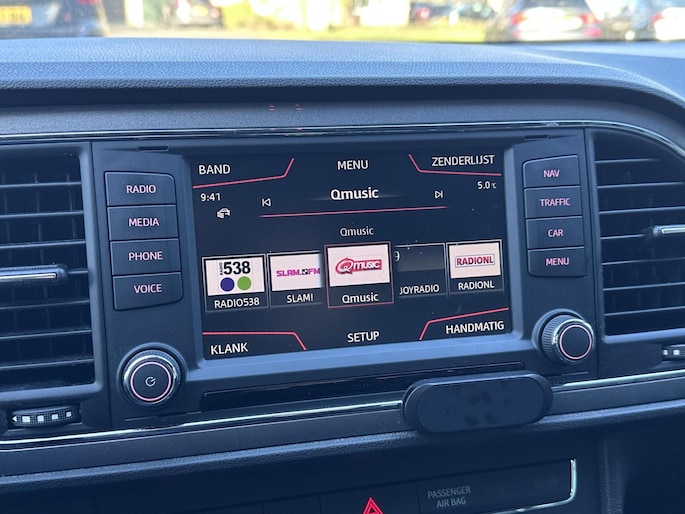 BAND
MENU
ZENDERLIJST
9:41
Qmusic
5.0°C
Qmusic
RADIO 538
SLAM.FM
Qmusic
RADIONL
RADIO538
SLAM!
Qmusic
JOYRADIO
RADIONL
KLANK
SETUP
HANDMATIG
RADIO
MEDIA
PHONE
VOICE
NAV
TRAFFIC
CAR
MENU
PASSENGER
AIR BAG